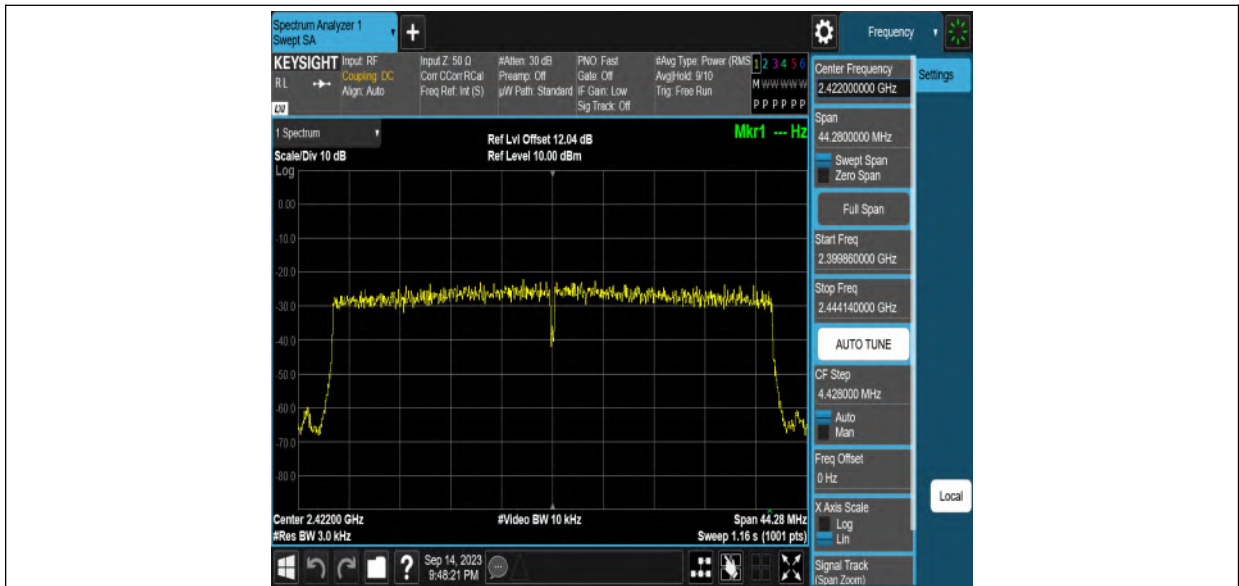 Spectrum Analyzer 1
Swept SA
+
Frequency
KEYSIGHT
RL
LXI
Input: RF
Coupling: DC
Align: Auto
Input Z: 50 Ω
Corr CCorr RCal
Freq Ref: Int (S)
#Atten: 30 dB
Preamp: Off
µW Path: Standard
PNO: Fast
Gate: Off
IF Gain: Low
Sig Track: Off
#Avg Type: Power (RMS
Avg|Hold: 9/10
Trig: Free Run
1 2 3 4 5 6
M W W W W W
P P P P P P
1 Spectrum
Scale/Div 10 dB
Ref Lvl Offset 12.04 dB
Ref Level 10.00 dBm
Mkr1 --- Hz
Log
0.00
-10.0
-20.0
-30.0
-40.0
-50.0
-60.0
-70.0
-80.0
Center 2.42200 GHz
#Res BW 3.0 kHz
#Video BW 10 kHz
Span 44.28 MHz
Sweep 1.16 s (1001 pts)
?
Sep 14, 2023
9:48:21 PM
Center Frequency
2.422000000 GHz
Settings
Span
44.2800000 MHz
Swept Span
Zero Span
Full Span
Start Freq
2.399860000 GHz
Stop Freq
2.444140000 GHz
AUTO TUNE
CF Step
4.428000 MHz
Auto
Man
Freq Offset
0 Hz
X Axis Scale
Log
Lin
Local
Signal Track
(Span Zoom)